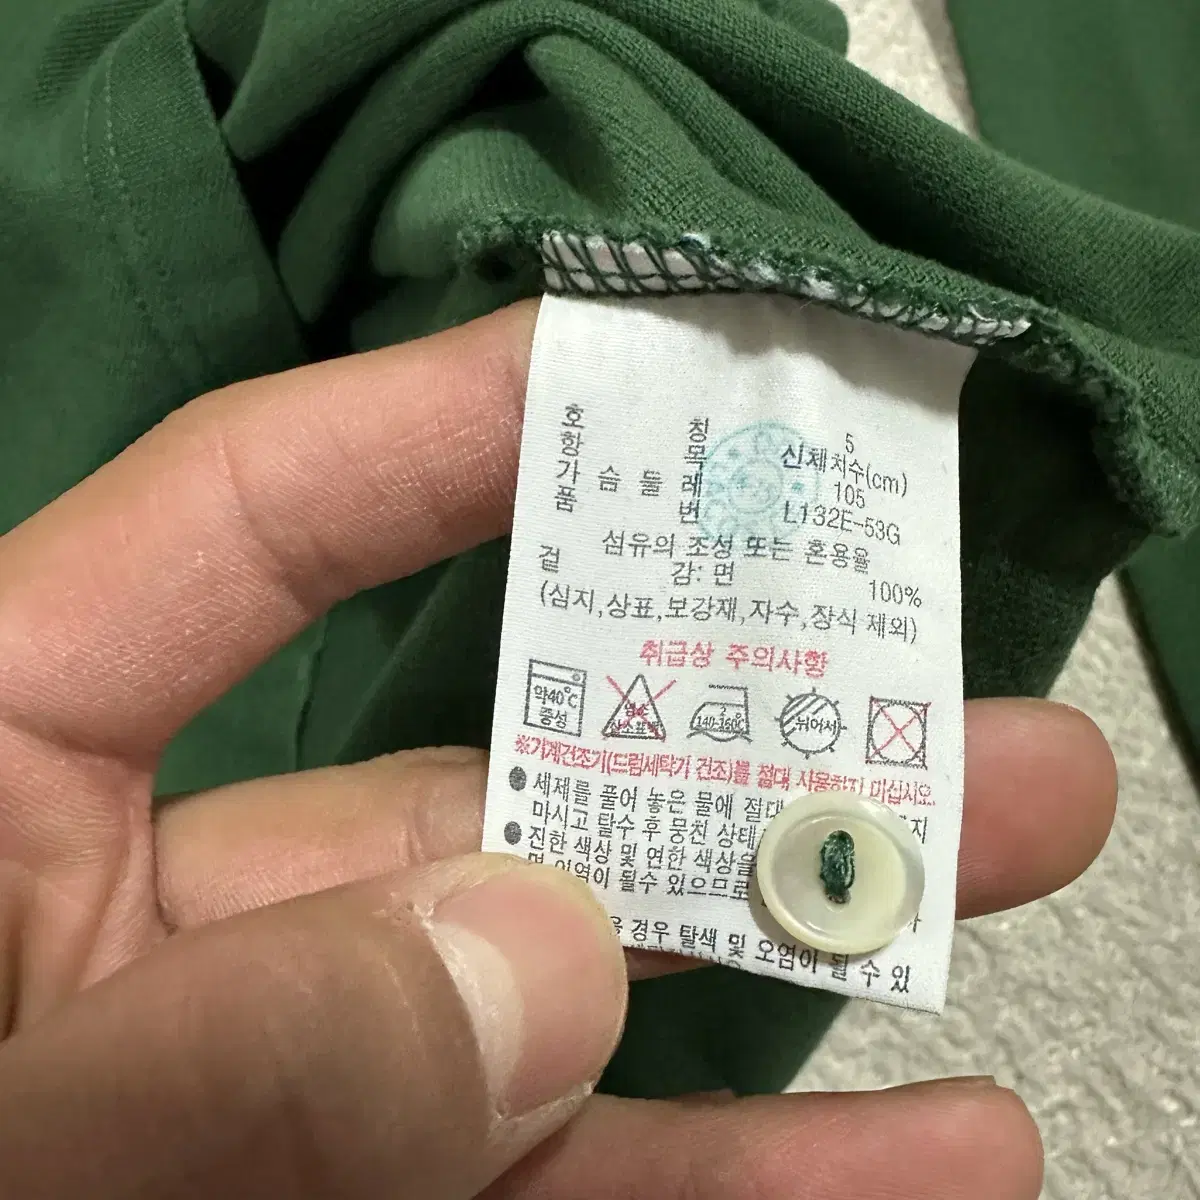 호 칭 5
항 목 신체치수(cm)
가 슴 둘 레 105
품 번 L132E-53G
섬유의 조성 또는 혼용율
겉 감: 면 100%
(심지,상표,보강재,자수,장식 제외)
취급상 주의사항
약40℃
중성
2
140-160℃
뉘어서
※기계건조기(드럼세탁기 건조)를 절대 사용하지 마십시오.
세제를 풀어 놓은 물에 절대
마시고 탈수 후 뭉친 상태
진한 색상 및 연한 색상을
면 이염이 될수 있으므로
경우 탈색 및 오염이 될 수 있